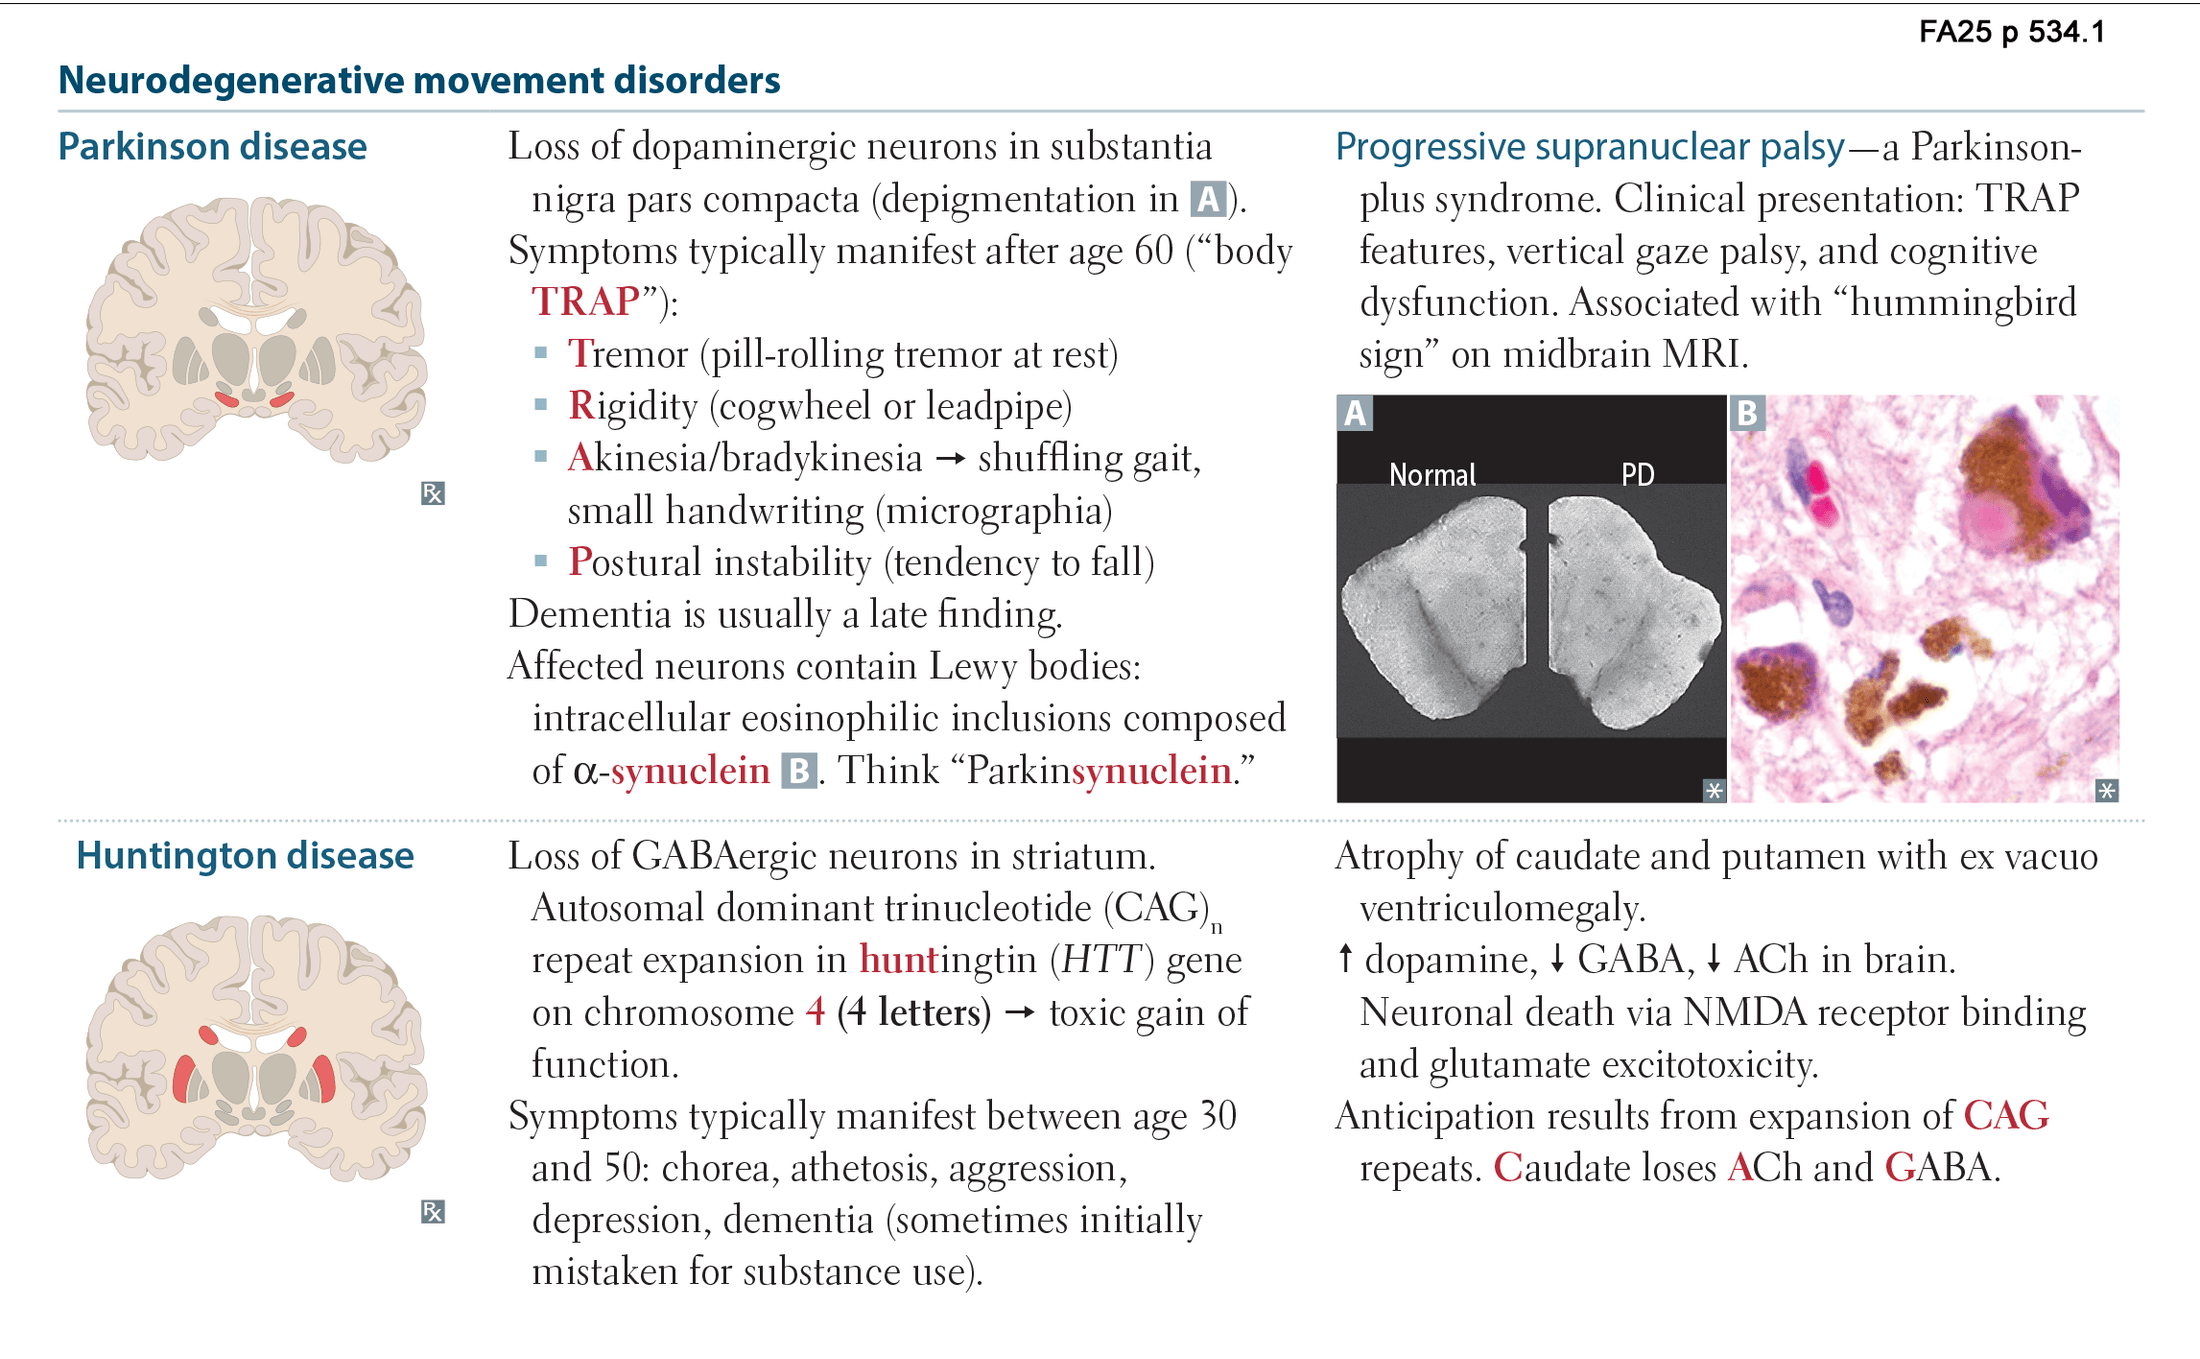 FA25 p 534.1
Neurodegenerative movement disorders
Parkinson disease
Rx
Loss of dopaminergic neurons in substantia
nigra pars compacta (depigmentation in A).
Symptoms typically manifest after age 60 (“body
TRAP”):
▪ Tremor (pill-rolling tremor at rest)
▪ Rigidity (cogwheel or leadpipe)
▪ Akinesia/bradykinesia → shuffling gait,
small handwriting (micrographia)
▪ Postural instability (tendency to fall)
Dementia is usually a late finding.
Affected neurons contain Lewy bodies:
intracellular eosinophilic inclusions composed
of α-synuclein B. Think “Parkinsynuclein.”
Progressive supranuclear palsy—a Parkinson-
plus syndrome. Clinical presentation: TRAP
features, vertical gaze palsy, and cognitive
dysfunction. Associated with “hummingbird
sign” on midbrain MRI.
A
Normal PD
*
B
*
Huntington disease
Rx
Loss of GABAergic neurons in striatum.
Autosomal dominant trinucleotide (CAG)n
repeat expansion in huntingtin (HTT) gene
on chromosome 4 (4 letters) → toxic gain of
function.
Symptoms typically manifest between age 30
and 50: chorea, athetosis, aggression,
depression, dementia (sometimes initially
mistaken for substance use).
Atrophy of caudate and putamen with ex vacuo
ventriculomegaly.
↑ dopamine, ↓ GABA, ↓ ACh in brain.
Neuronal death via NMDA receptor binding
and glutamate excitotoxicity.
Anticipation results from expansion of CAG
repeats. Caudate loses ACh and GABA.